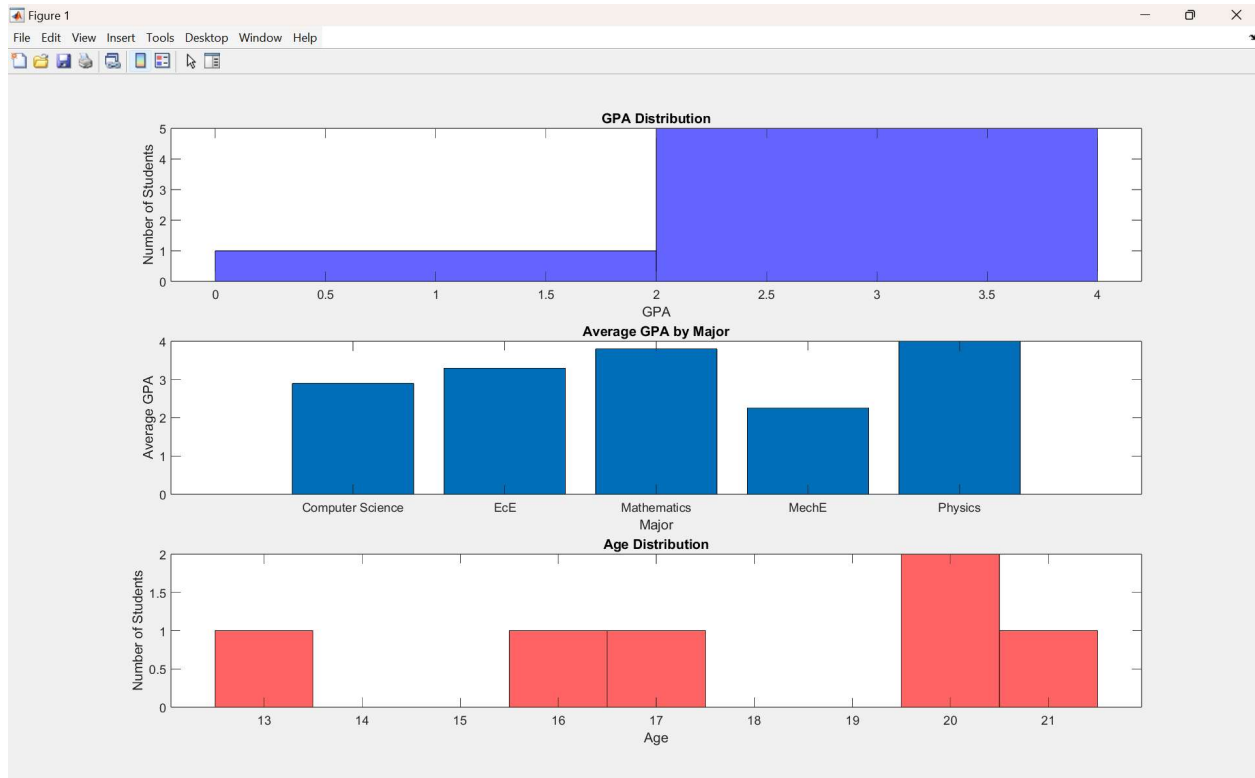 Figure 1
File Edit View Insert Tools Desktop Window Help
GPA Distribution
5
4
3
2
1
0
Number of Students
0 0.5 1 1.5 2 2.5 3 3.5 4
GPA
Average GPA by Major
4
3
2
1
0
Average GPA
Computer Science EcE Mathematics MechE Physics
Major
Age Distribution
2
1.5
1
0.5
0
Number of Students
13 14 15 16 17 18 19 20 21
Age